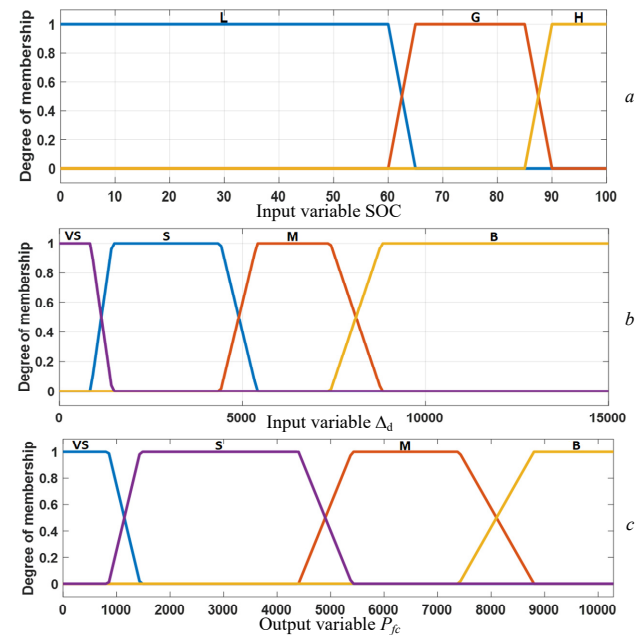 L G H
Degree of membership
1
0.8
0.6
0.4
0.2
0
0 10 20 30 40 50 60 70 80 90 100
Input variable SOC
a
VS S M B
Degree of membership
1
0.8
0.6
0.4
0.2
0
0 5000 10000 15000
Input variable Δd
b
VS S M B
Degree of membership
1
0.8
0.6
0.4
0.2
0
0 1000 2000 3000 4000 5000 6000 7000 8000 9000 10000
Output variable Pfc
c